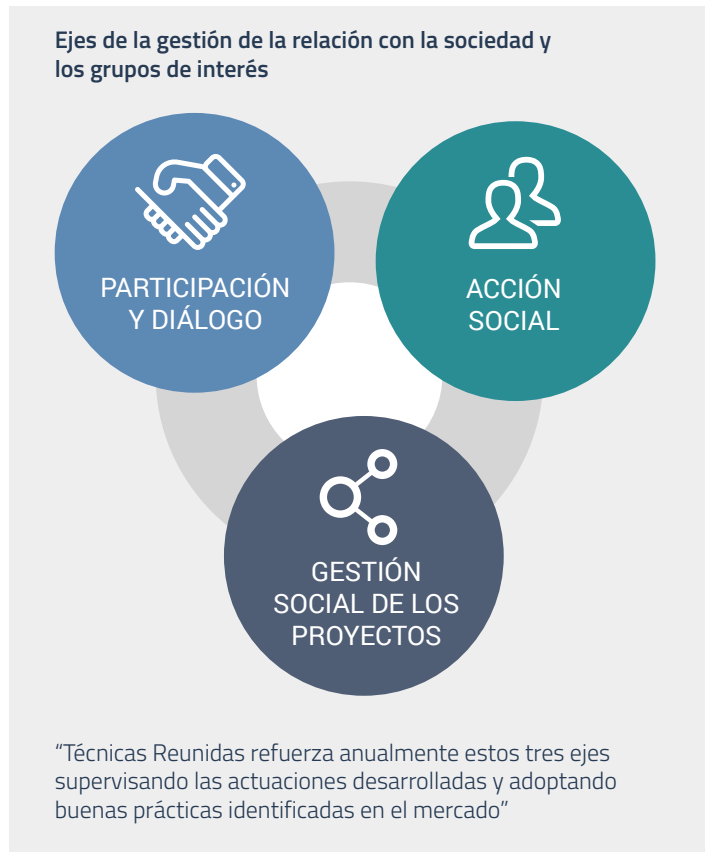 Ejes de la gestión de la relación con la sociedad y
los grupos de interés
PARTICIPACIÓN
Y DIÁLOGO
ACCIÓN
SOCIAL
GESTIÓN
SOCIAL DE LOS
PROYECTOS
“Técnicas Reunidas refuerza anualmente estos tres ejes
supervisando las actuaciones desarrolladas y adoptando
buenas prácticas identificadas en el mercado”